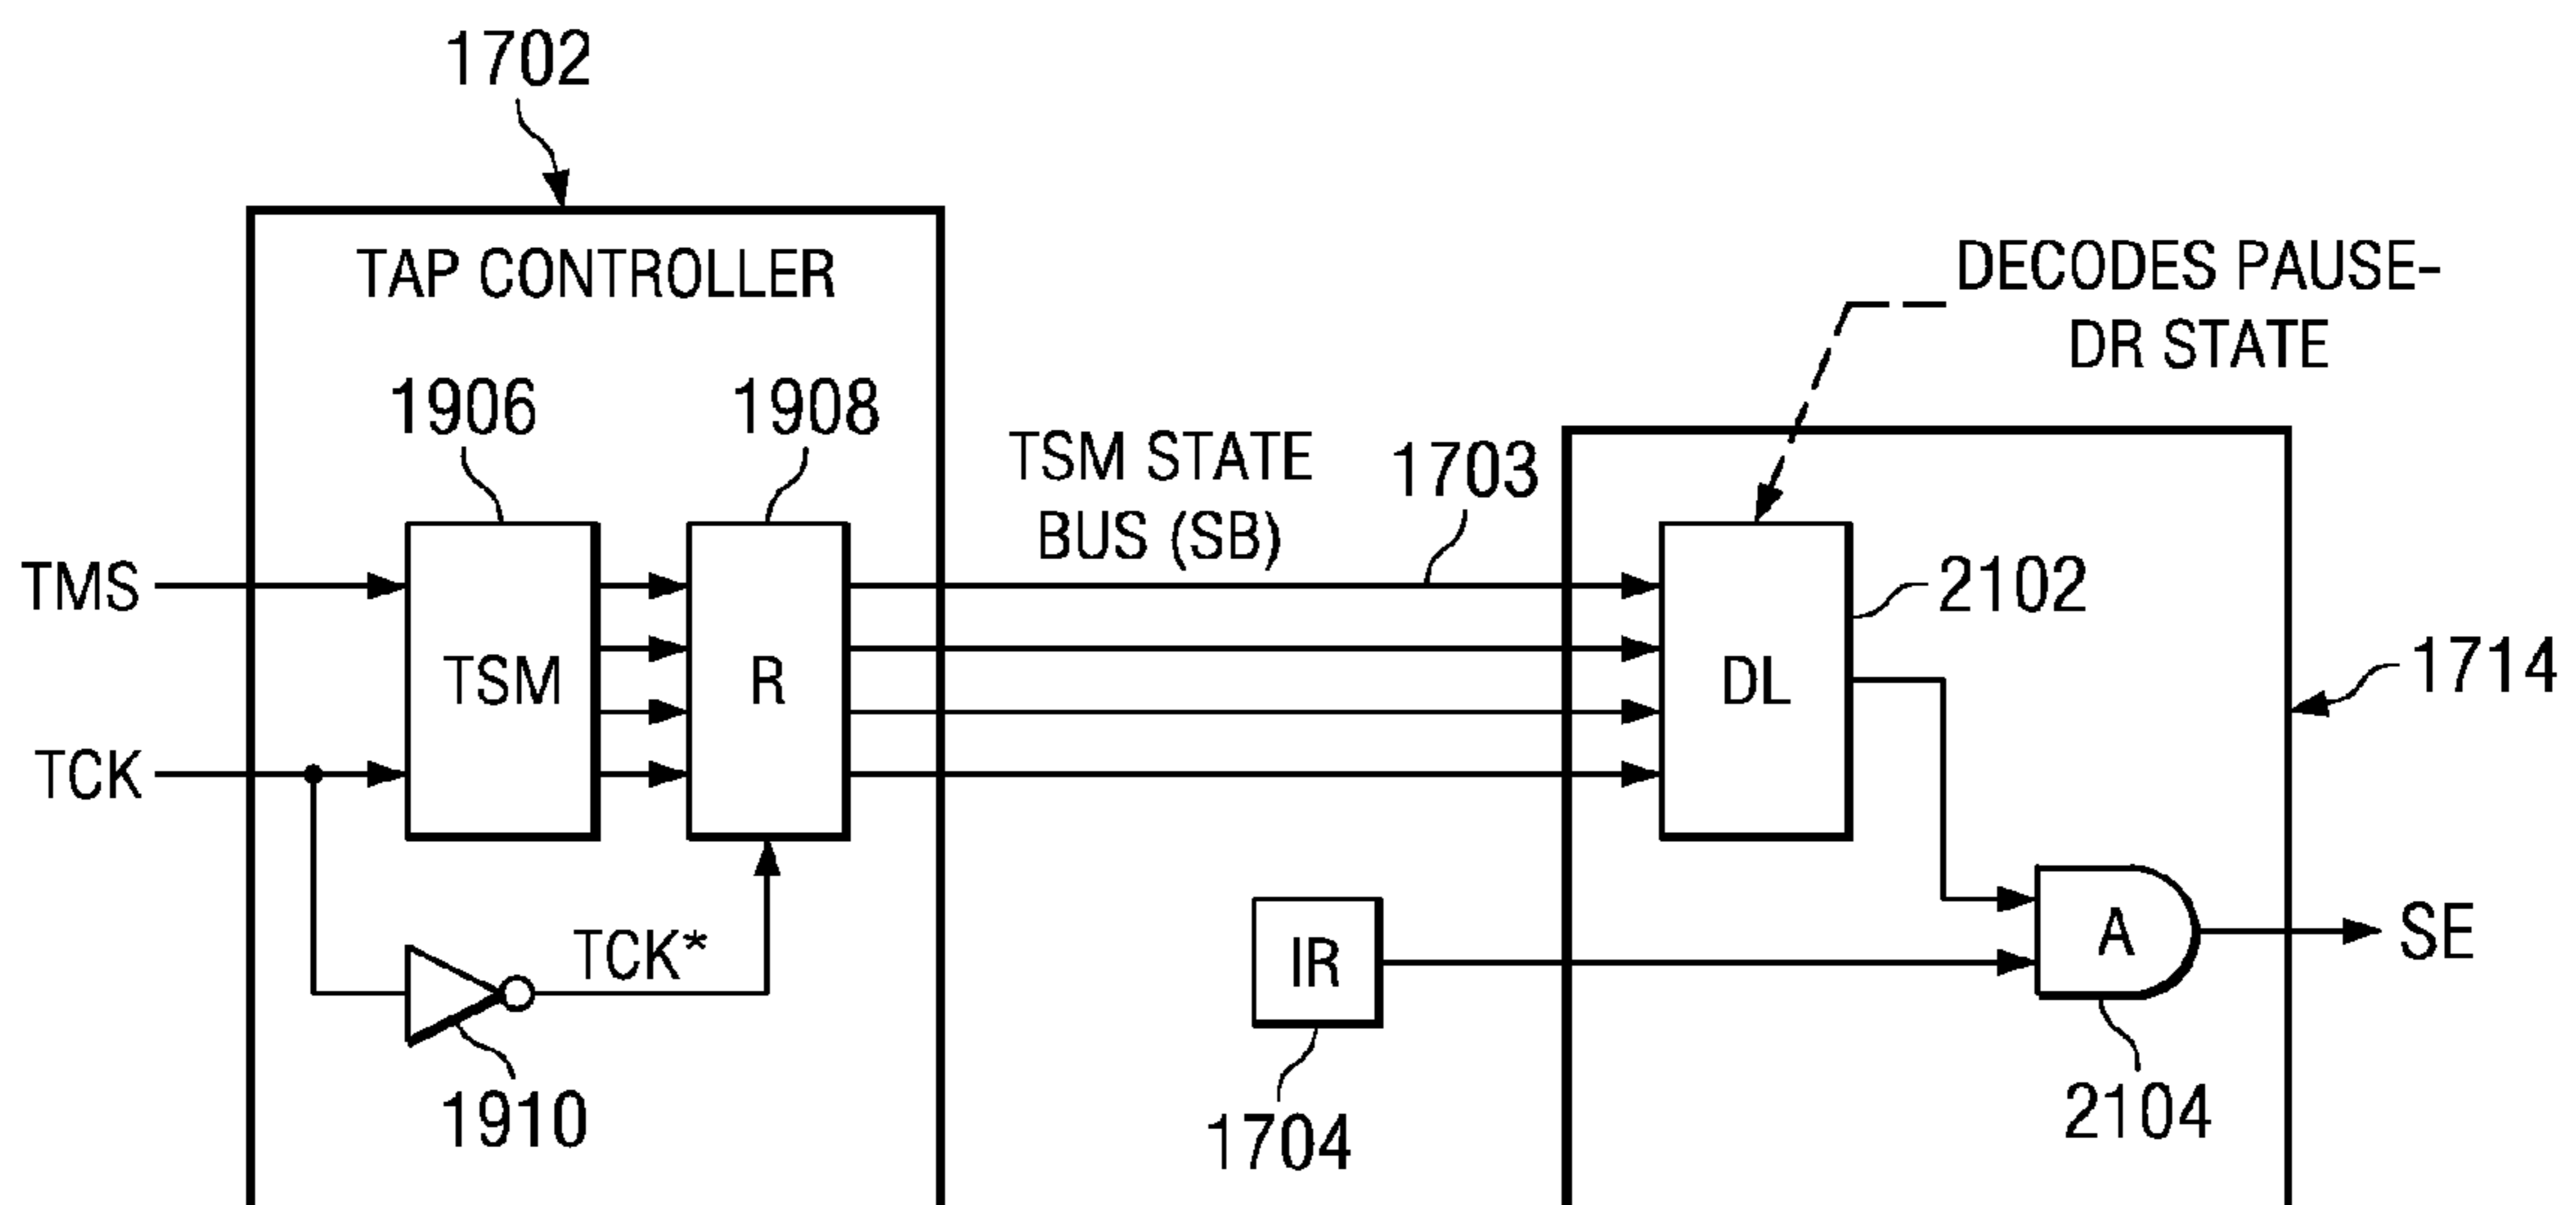 1702
TAP CONTROLLER
DECODES PAUSE-
DR STATE
1906
1908
TSM STATE
BUS (SB)
1703
TMS
TSM
R
DL
2102
1714
TCK
TCK*
IR
A
SE
1910
1704
2104